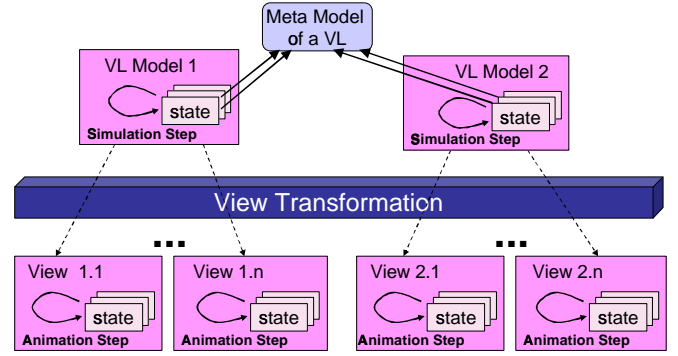 Meta Model
of a VL
VL Model 1
state
Simulation Step
VL Model 2
state
Simulation Step
View Transformation
...
...
View 1.1
state
Animation Step
View 1.n
state
Animation Step
View 2.1
state
Animation Step
View 2.n
state
Animation Step